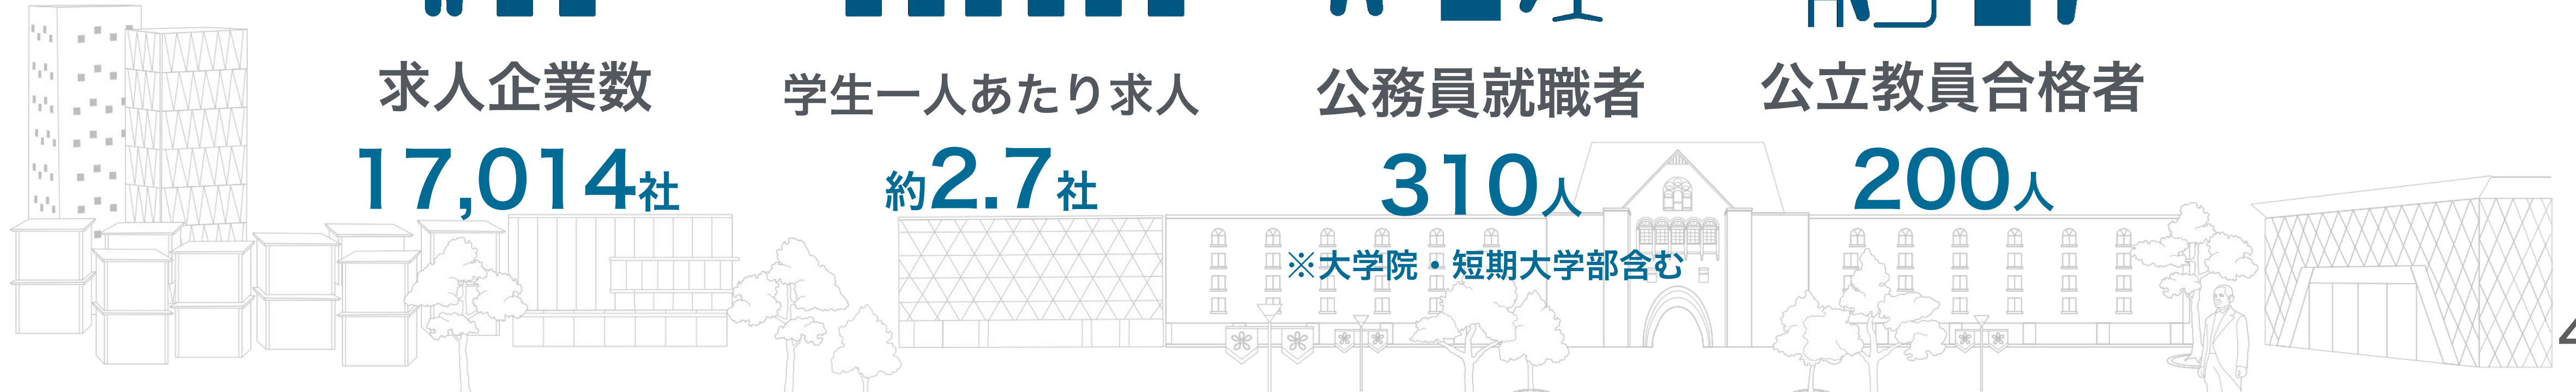 求人企業数
17,014社
学生一人あたり求人
約2.7社
公務員就職者
310人
※大学院・短期大学部含む
公立教員合格者
200人